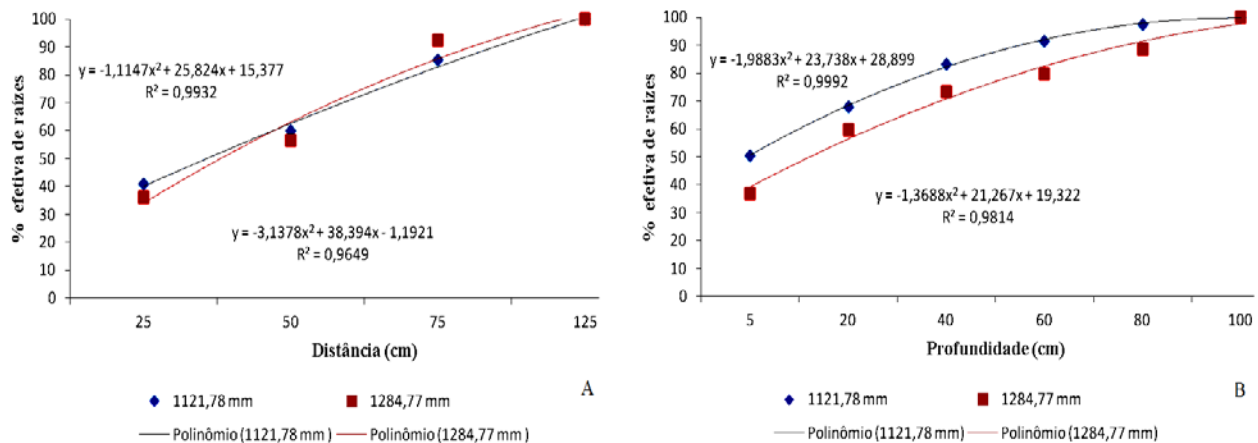 % efetiva de raízes
100
90
80
70
60
50
40
30
20
10
0
y = -1,1147x² + 25,824x + 15,377
R² = 0,9932
y = -3,1378x² + 38,394x - 1,1921
R² = 0,9649
25 50 75 125
Distância (cm)
1121,78 mm 1284,77 mm
Polinômio (1121,78 mm ) Polinômio (1284,77 mm )
A
% efetiva de raízes
100
90
80
70
60
50
40
30
20
10
0
y = -1,9883x² + 23,738x + 28,899
R² = 0,9992
y = -1,3688x² + 21,267x + 19,322
R² = 0,9814
5 20 40 60 80 100
Profundidade (cm)
1121,78 mm 1284,77 mm
Polinômio (1121,78 mm ) Polinômio (1284,77 mm )
B